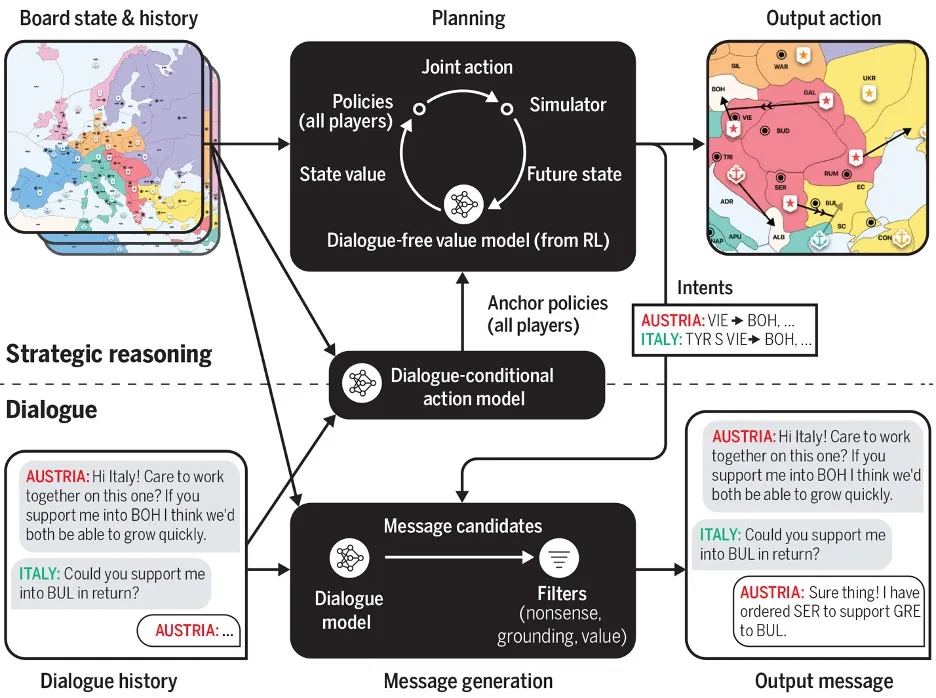 Board state & history
Planning
Output action
Joint action
Policies
(all players)
Simulator
State value
Future state
Dialogue-free value model (from RL)
SIL
WAR
UKR
BOH
GAL
VIE
BUD
TRI
RUM
SER
EC
ADR
BUL
SC
ALB
NAP
APU
CON
Anchor policies
(all players)
Intents
AUSTRIA: VIE → BOH, ...
ITALY: TYR S VIE → BOH, ...
Strategic reasoning
Dialogue-conditional
action model
Dialogue
AUSTRIA: Hi Italy! Care to work
together on this one? If you
support me into BOH I think we'd
both be able to grow quickly.
ITALY: Could you support me
into BUL in return?
AUSTRIA: ...
Dialogue history
Message candidates
Dialogue
model
Filters
(nonsense,
grounding, value)
Message generation
AUSTRIA: Hi Italy! Care to work
together on this one? If you
support me into BOH I think we'd
both be able to grow quickly.
ITALY: Could you support me
into BUL in return?
AUSTRIA: Sure thing! I have
ordered SER to support GRE
to BUL.
Output message